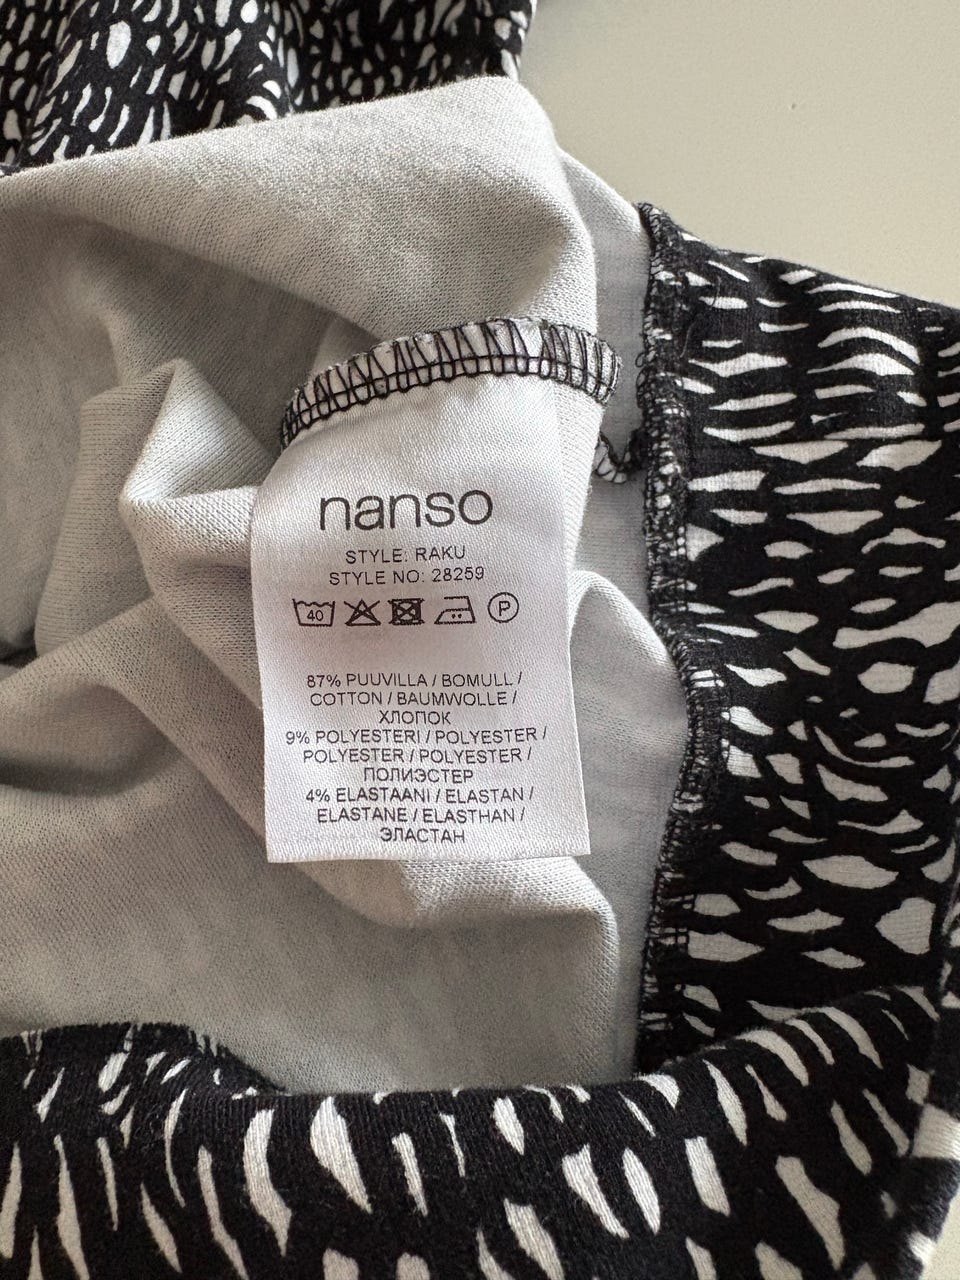 nanso
STYLE: RAKU
STYLE NO: 28259
40 P
87% PUUVILLA / BOMULL /
COTTON / BAUMWOLLE /
ХЛОПОК
9% POLYESTERI / POLYESTER /
POLYESTER / POLYESTER /
ПОЛИЭСТЕР
4% ELASTAANI / ELASTAN /
ELASTANE / ELASTHAN /
ЭЛАСТАН